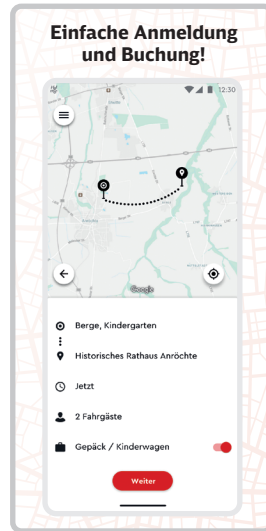 Einfache Anmeldung
und Buchung!
12:30
Google
Berge, Kindergarten
Historisches Rathaus Anröchte
Jetzt
2 Fahrgäste
Gepäck / Kinderwagen
Weiter